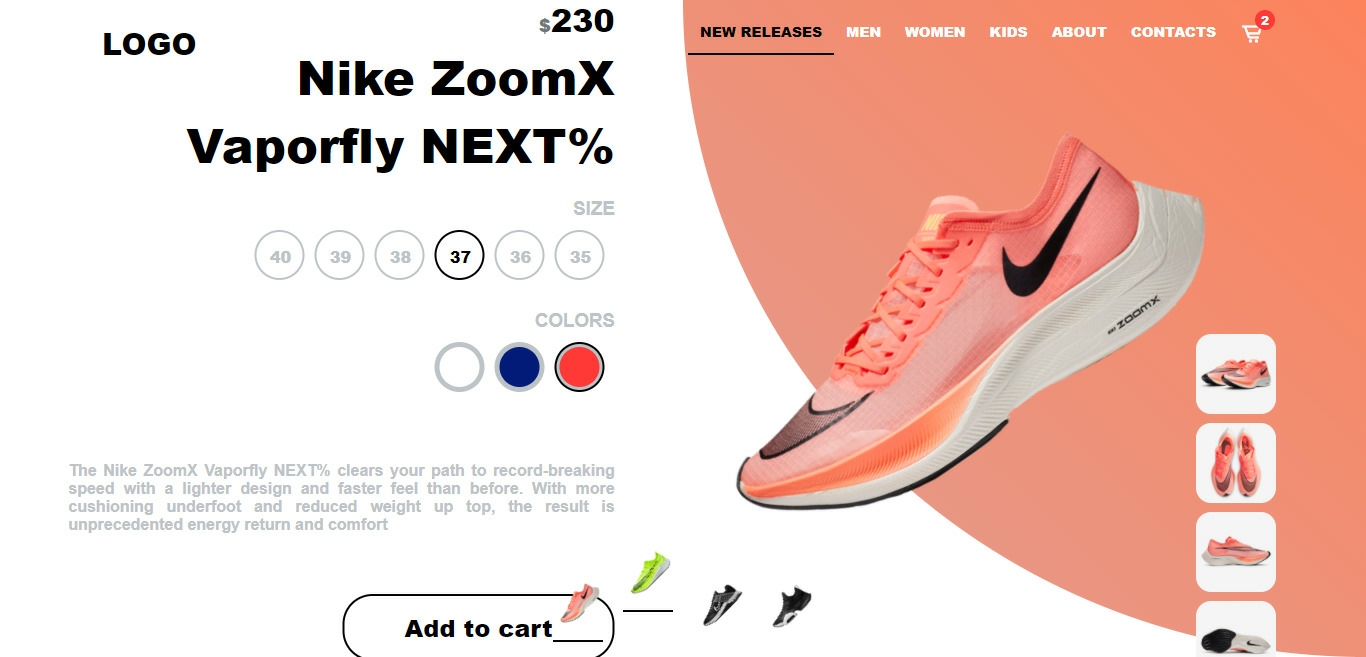 LOGO
$230
NEW RELEASES MEN WOMEN KIDS ABOUT CONTACTS 2
Nike ZoomX
Vaporfly NEXT%
SIZE
40 39 38 37 36 35
COLORS
ZOOMX
The Nike ZoomX Vaporfly NEXT% clears your path to record-breaking
speed with a lighter design and faster feel than before. With more
cushioning underfoot and reduced weight up top, the result is
unprecedented energy return and comfort
Add to cart